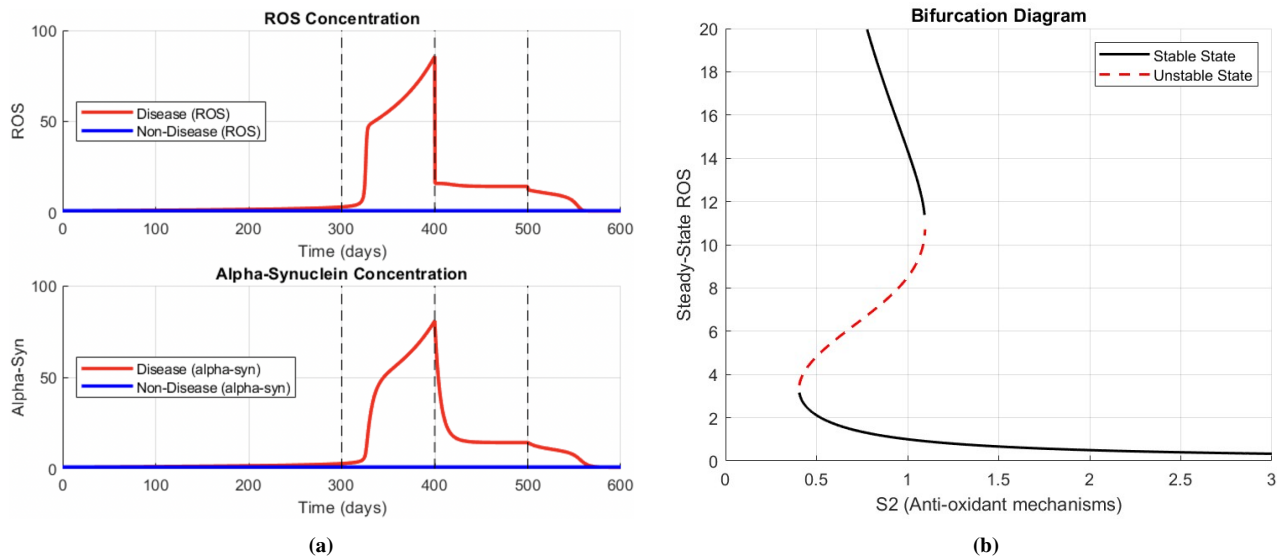 ROS Concentration
100
50
0
ROS
Disease (ROS)
Non-Disease (ROS)
0 100 200 300 400 500 600
Time (days)
Alpha-Synuclein Concentration
100
50
0
Alpha-Syn
Disease (alpha-syn)
Non-Disease (alpha-syn)
0 100 200 300 400 500 600
Time (days)
(a)
Bifurcation Diagram
20
18
16
14
12
10
8
6
4
2
0
Steady-State ROS
Stable State
Unstable State
0 0.5 1 1.5 2 2.5 3
S2 (Anti-oxidant mechanisms)
(b)